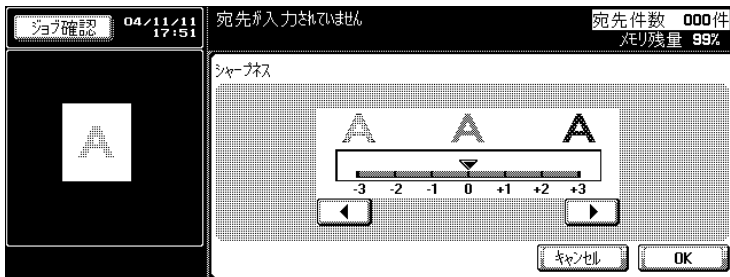 ジョブ確認
04/11/11
17:51
宛先が入力されていません
宛先件数 000件
メモリ残量 99%
シャープネス
A
A A A
-3 -2 -1 0 +1 +2 +3
キャンセル
OK